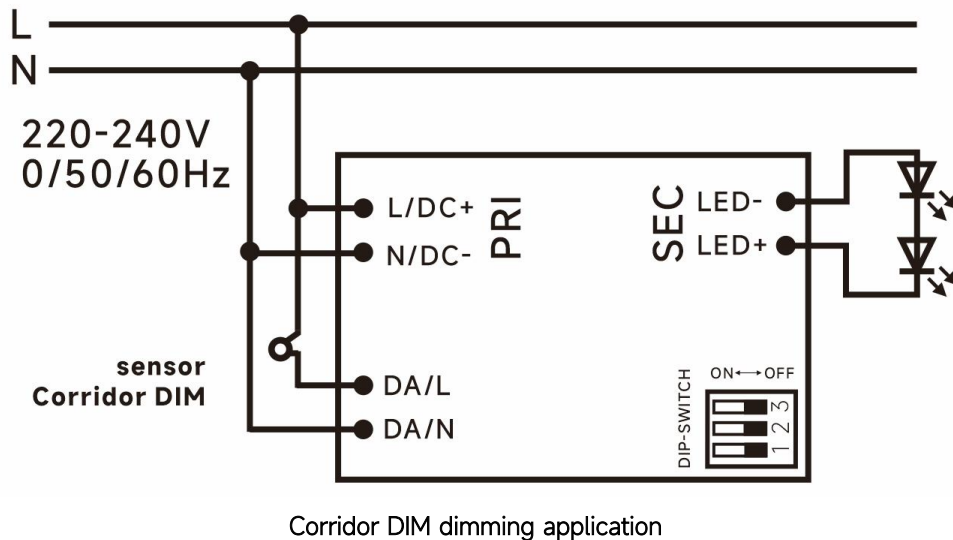 L
N
220-240V
0/50/60Hz
L/DC+
N/DC-
PRI
SEC
LED-
LED+
sensor
Corridor DIM
DA/L
DA/N
DIP-SWITCH
ON↔OFF
3
2
1
Corridor DIM dimming application